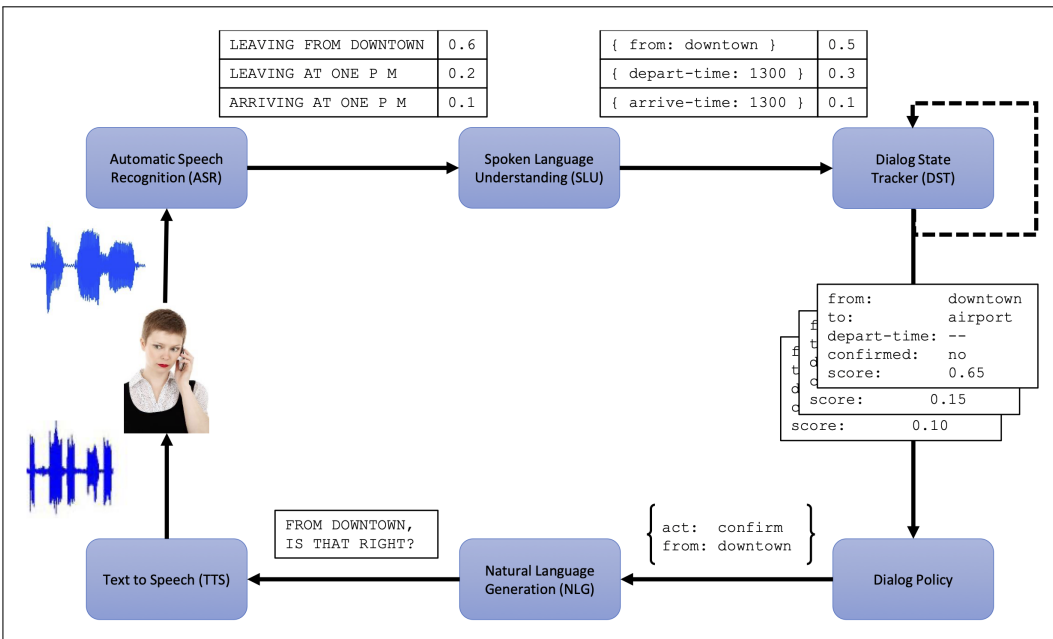 LEAVING FROM DOWNTOWN 0.6
LEAVING AT ONE P M 0.2
ARRIVING AT ONE P M 0.1
{ from: downtown } 0.5
{ depart-time: 1300 } 0.3
{ arrive-time: 1300 } 0.1
Automatic Speech
Recognition (ASR)
Spoken Language
Understanding (SLU)
Dialog State
Tracker (DST)
from: downtown
to: airport
depart-time: --
confirmed: no
score: 0.65
f
t
d
c
score: 0.15
f
t
d
c
score: 0.10
FROM DOWNTOWN,
IS THAT RIGHT?
act: confirm
from: downtown
Text to Speech (TTS)
Natural Language
Generation (NLG)
Dialog Policy